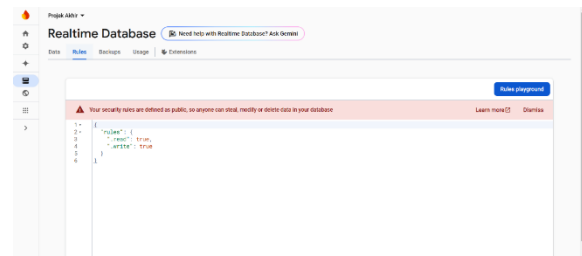 Projek Akhir
Realtime Database
Need help with Realtime Database? Ask Gemini
Data Rules Backups Usage Extensions
Rules playground
Your security rules are defined as public, so anyone can steal, modify or delete data in your database
Learn more Dismiss
1 {
2 "rules": {
3 ".read": true,
4 ".write": true
5 }
6 }